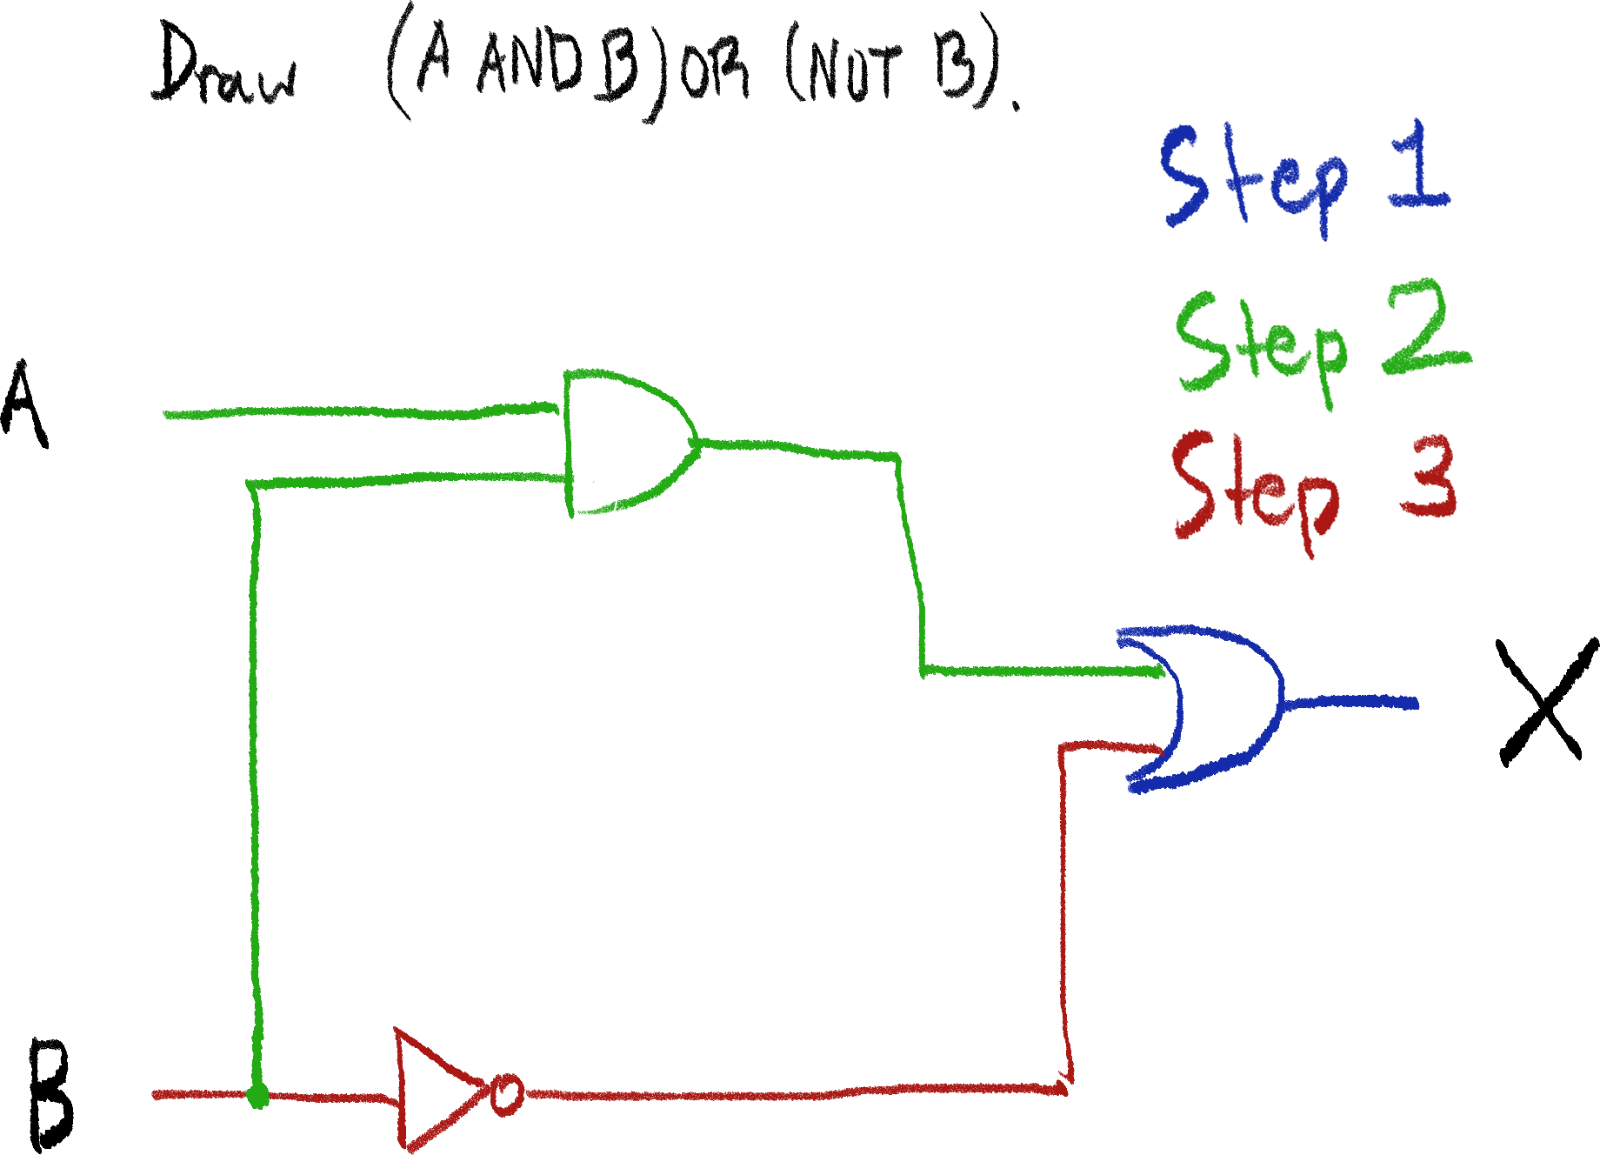 Draw (A AND B) OR (NOT B).
Step 1
Step 2
A
Step 3
X
B